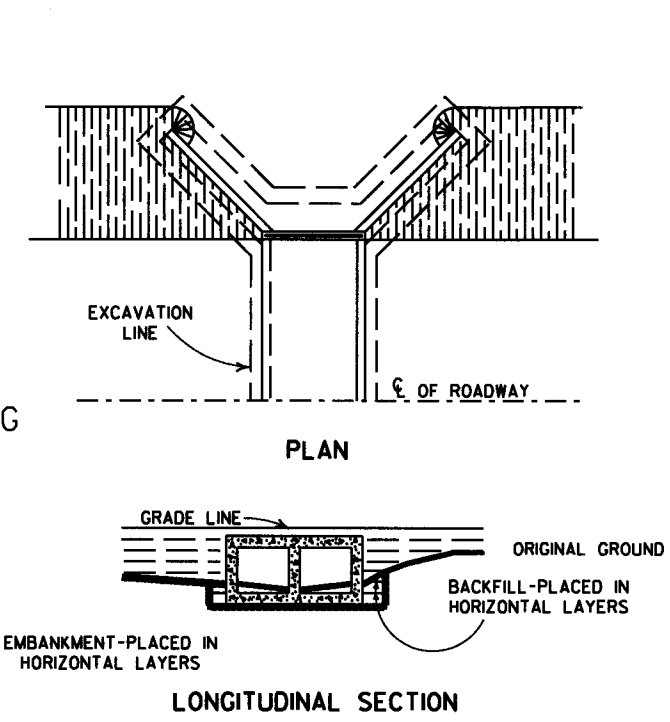 EXCAVATION
LINE
℄ OF ROADWAY
G
PLAN
GRADE LINE
ORIGINAL GROUND
BACKFILL-PLACED IN
HORIZONTAL LAYERS
EMBANKMENT-PLACED IN
HORIZONTAL LAYERS
LONGITUDINAL SECTION